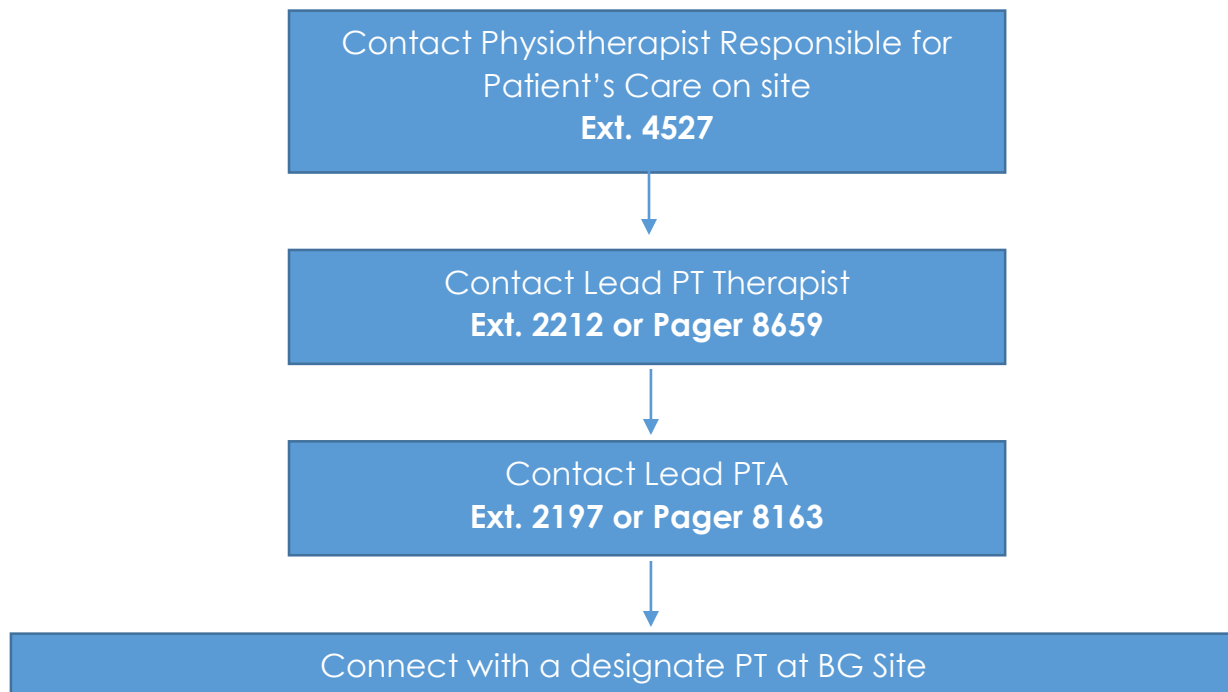 Contact Physiotherapist Responsible for
Patient’s Care on site
Ext. 4527
Contact Lead PT Therapist
Ext. 2212 or Pager 8659
Contact Lead PTA
Ext. 2197 or Pager 8163
Connect with a designate PT at BG Site